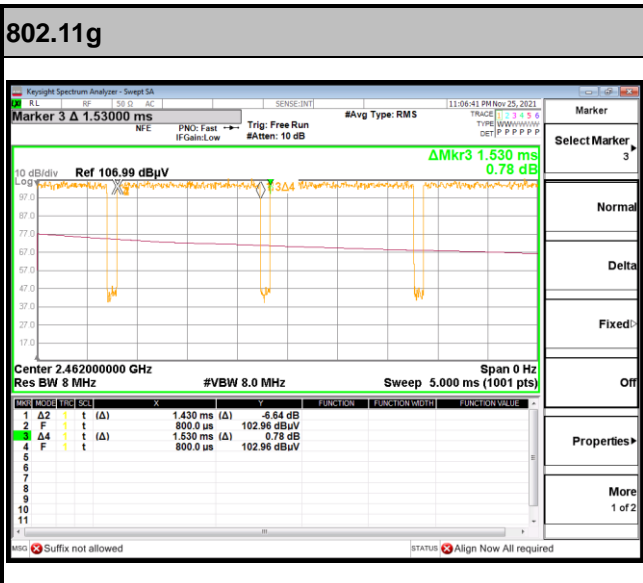 802.11g
Keysight Spectrum Analyzer - Swept SA
RL RF 50 Ω AC SENSE:INT 11:06:41 PM Nov 25, 2021
Marker 3 Δ 1.53000 ms
#Avg Type: RMS
TRACE 1 2 3 4 5 6
TYPE WWWWWW
DET P P P P P P
NFE PNO: Fast Trig: Free Run
IFGain:Low #Atten: 10 dB
ΔMkr3 1.530 ms
0.78 dB
10 dB/div Ref 106.99 dBµV
Log
97.0
87.0
77.0
67.0
57.0
47.0
37.0
27.0
17.0
3Δ4
Center 2.462000000 GHz Span 0 Hz
Res BW 8 MHz #VBW 8.0 MHz Sweep 5.000 ms (1001 pts)
MKR MODE TRC SCL X Y FUNCTION FUNCTION WIDTH FUNCTION VALUE
1 Δ2 1 t (Δ) 1.430 ms (Δ) -6.64 dB
2 F 1 t 800.0 µs 102.96 dBµV
3 Δ4 1 t (Δ) 1.530 ms (Δ) 0.78 dB
4 F 1 t 800.0 µs 102.96 dBµV
5
6
7
8
9
10
11
MSG Suffix not allowed STATUS Align Now All required
Marker
Select Marker
3
Normal
Delta
Fixed
Off
Properties
More
1 of 2